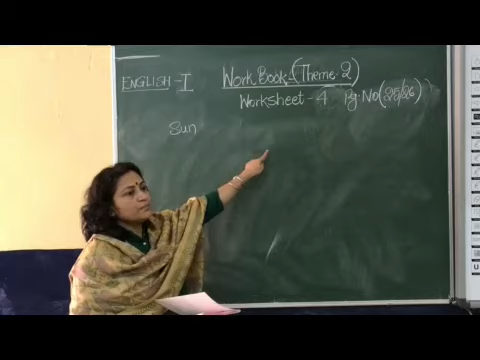 ENGLISH - I
Work Book - (Theme - 2)
Worksheet - 4 Pg. No (25/26)
Sun